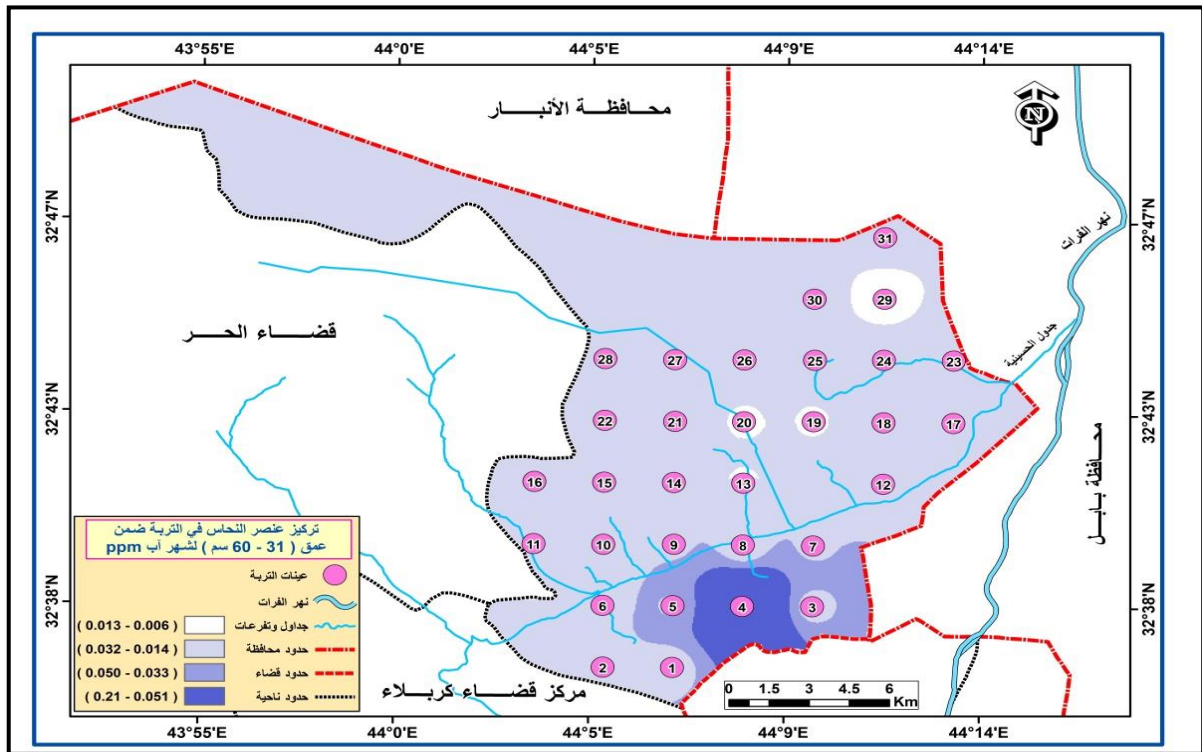 43°55'E 44°0'E 44°5'E 44°9'E 44°14'E
محافظة الأنبار
N
32°47'N 32°47'N
نهر الفرات
31
30 29
جدول الحسينية
قضاء الحر
28 27 26 25 24 23
32°43'N 32°43'N
22 21 20 19 18 17
محافظة بابل
16 15 14 13 12
11 10 9 8 7
32°38'N 32°38'N
6 5 4 3
2 1
مركز قضاء كربلاء
تركيز عنصر النحاس في التربة ضمن
عمق ( 31 - 60 سم ) لشهر آب ppm
عينات التربة
نهر الفرات
جداول وتفرعات ( 0.006 - 0.013 )
حدود محافظة ( 0.014 - 0.032 )
حدود قضاء ( 0.033 - 0.050 )
حدود ناحية ( 0.051 - 0.21 )
0 1.5 3 4.5 6
Km
43°55'E 44°0'E 44°5'E 44°9'E 44°14'E